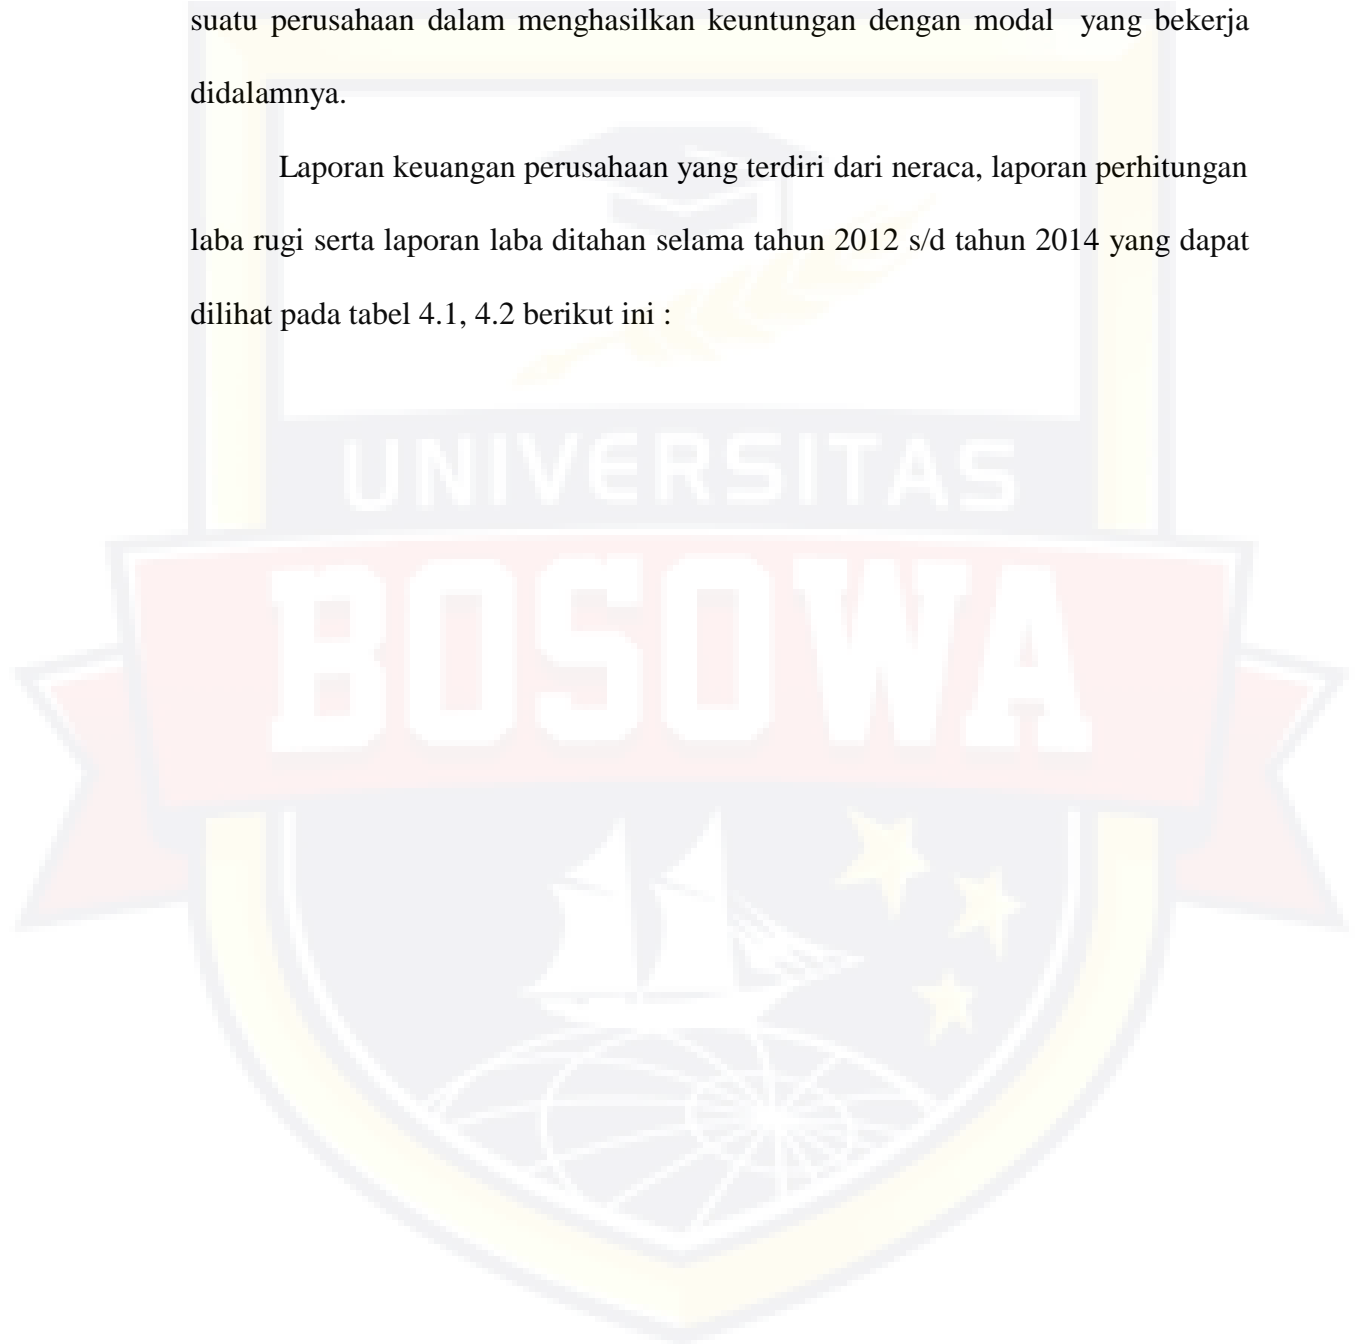 suatu perusahaan dalam menghasilkan keuntungan dengan modal yang bekerja
didalamnya.
Laporan keuangan perusahaan yang terdiri dari neraca, laporan perhitungan
laba rugi serta laporan laba ditahan selama tahun 2012 s/d tahun 2014 yang dapat
dilihat pada tabel 4.1, 4.2 berikut ini :
UNIVERSITAS
BOSOWA